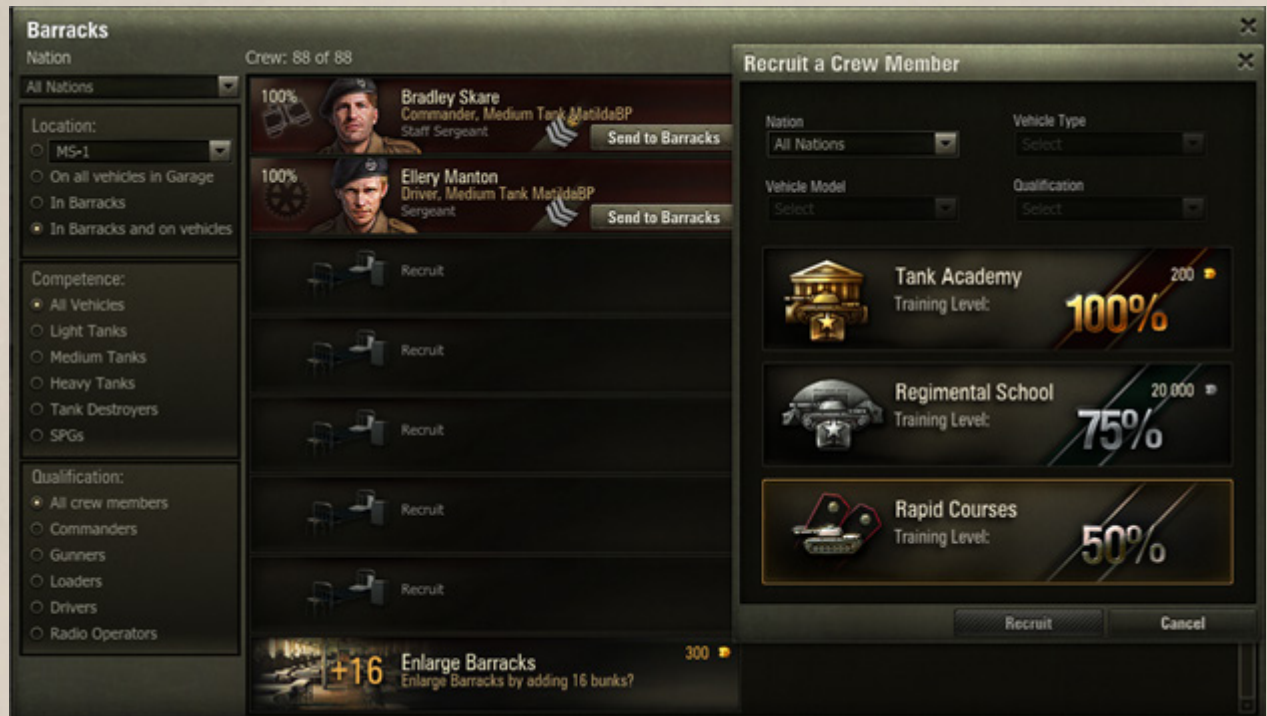 Barracks
Nation
Crew: 88 of 88
All Nations
Location:
MS-1
On all vehicles in Garage
In Barracks
In Barracks and on vehicles
Competence:
All Vehicles
Light Tanks
Medium Tanks
Heavy Tanks
Tank Destroyers
SPGs
Qualification:
All crew members
Commanders
Gunners
Loaders
Drivers
Radio Operators
100%
Bradley Skare
Commander, Medium Tank MatildaBP
Staff Sergeant
Send to Barracks
100%
Ellery Manton
Driver, Medium Tank MatildaBP
Sergeant
Send to Barracks
Recruit
Recruit
Recruit
Recruit
Recruit
+16
Enlarge Barracks
300
Enlarge Barracks by adding 16 bunks?
Recruit a Crew Member
Nation
Vehicle Type
All Nations
Select
Vehicle Model
Qualification
Select
Select
Tank Academy
200
Training Level:
100%
Regimental School
20 000
Training Level:
75%
Rapid Courses
Training Level:
50%
Recruit
Cancel